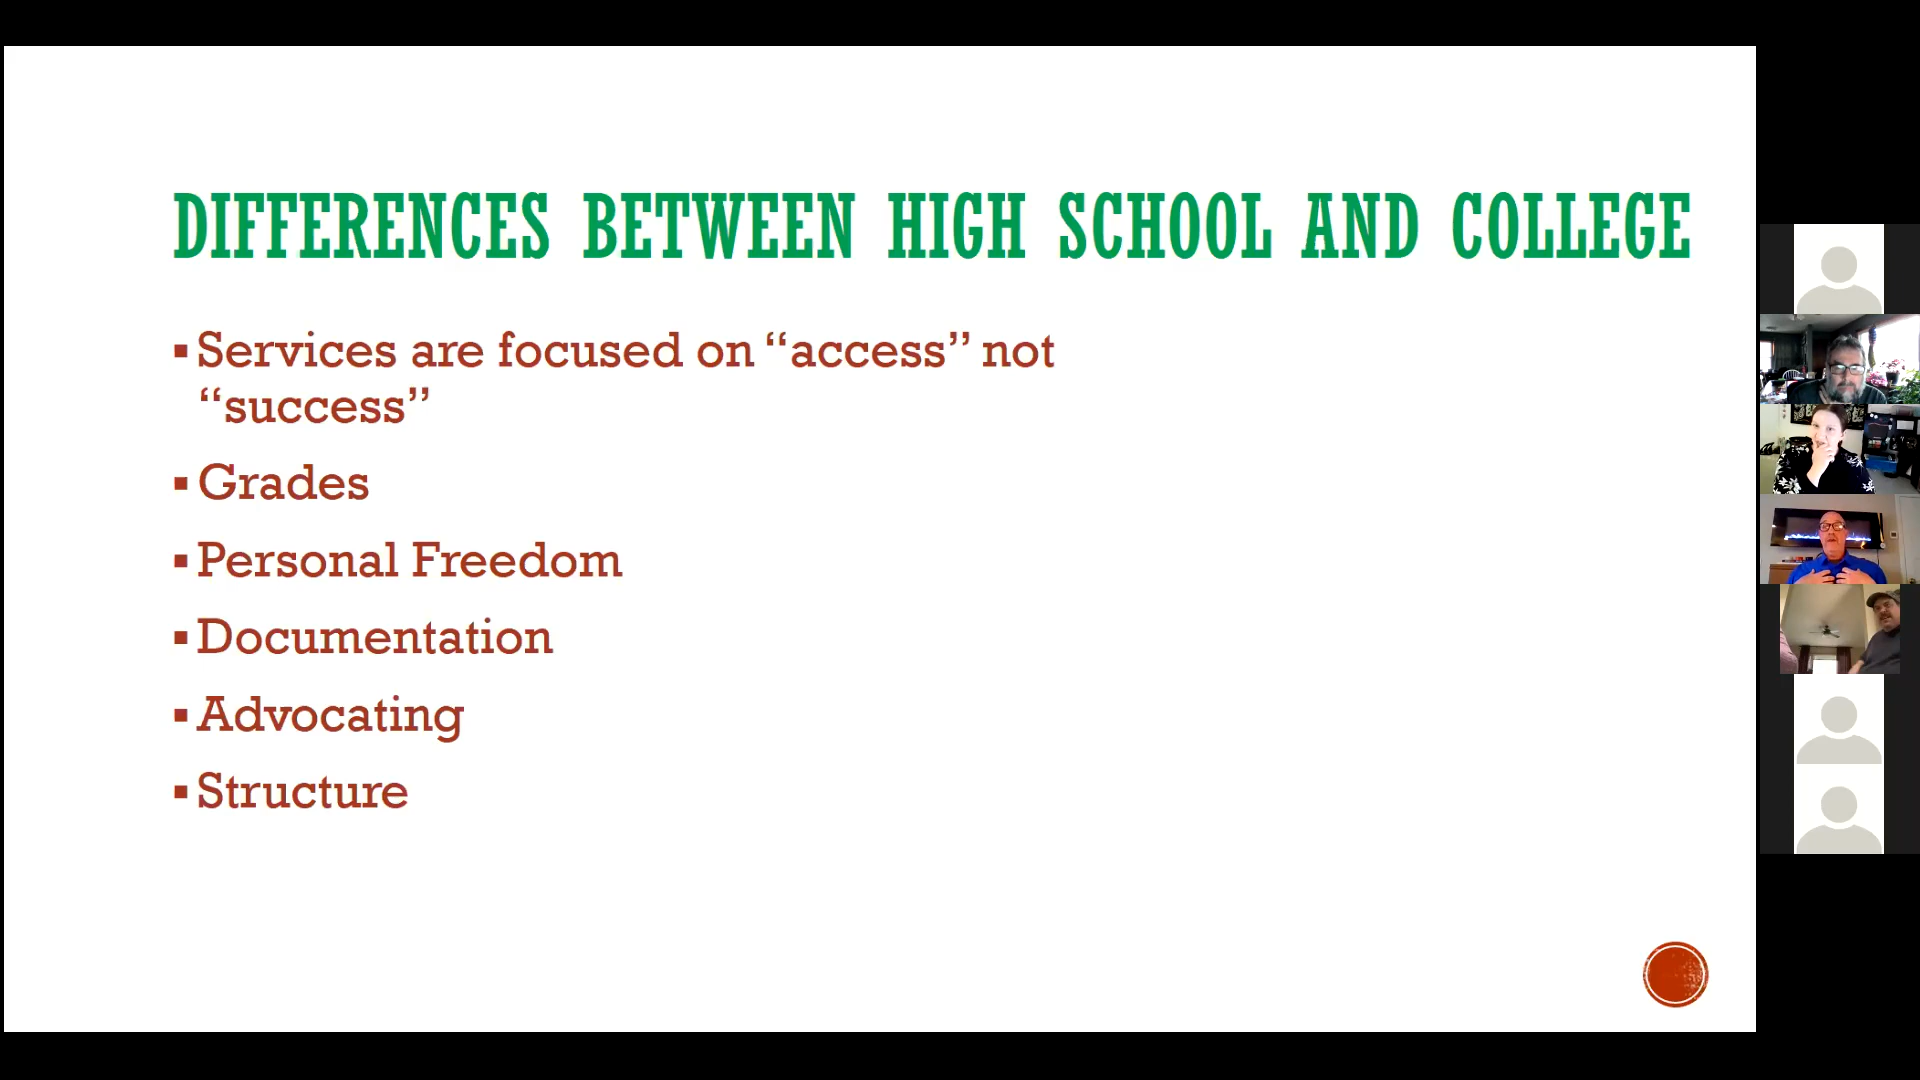 DIFFERENCES BETWEEN HIGH SCHOOL AND COLLEGE
▪ Services are focused on “access” not
“success”
▪ Grades
▪ Personal Freedom
▪ Documentation
▪ Advocating
▪ Structure